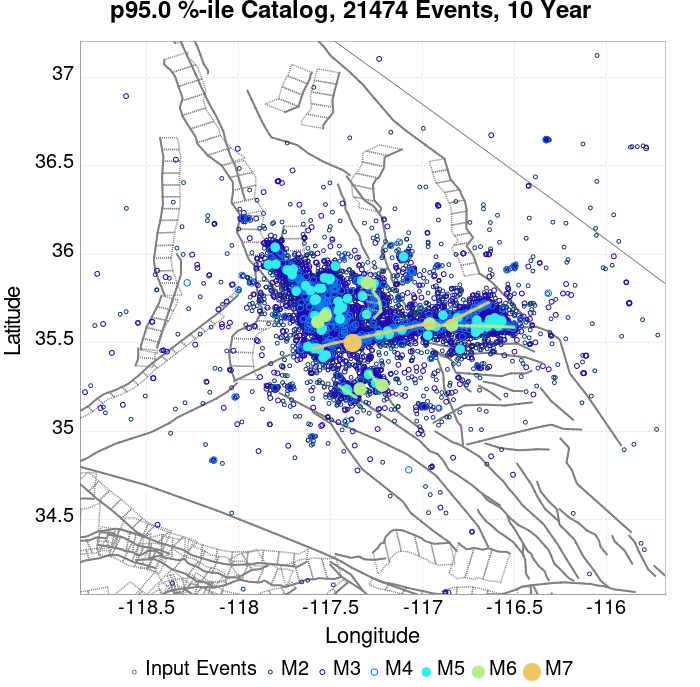 p95.0 %-ile Catalog, 21474 Events, 10 Year
37
36.5
36
35.5
35
34.5
Latitude
-118.5 -118 -117.5 -117 -116.5 -116
Longitude
Input Events M2 M3 M4 M5 M6 M7